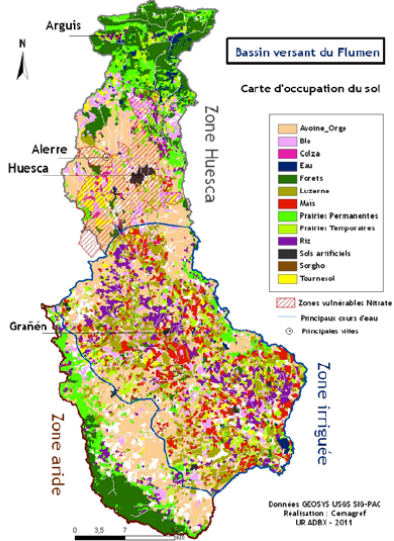 Bassin versant du Flumen
Carte d'occupation du sol
N
Arguis
Alerre
Huesca
Grañén
Zone Huesca
Zone irriguée
Zone aride
Avoine_Orge
Ble
Colza
Eau
Forets
Luzerne
Maïs
Prairies Permanentes
Prairies Temporaires
Riz
Sols artificiels
Sorgho
Tournesol
Zones vulnérables Nitrate
Principaux cours d'eau
Principales villes
Données GEOSYS USGS SIG-PAC
Réalisation : Cemagref
UR ADBX - 2011
0 3,5 7